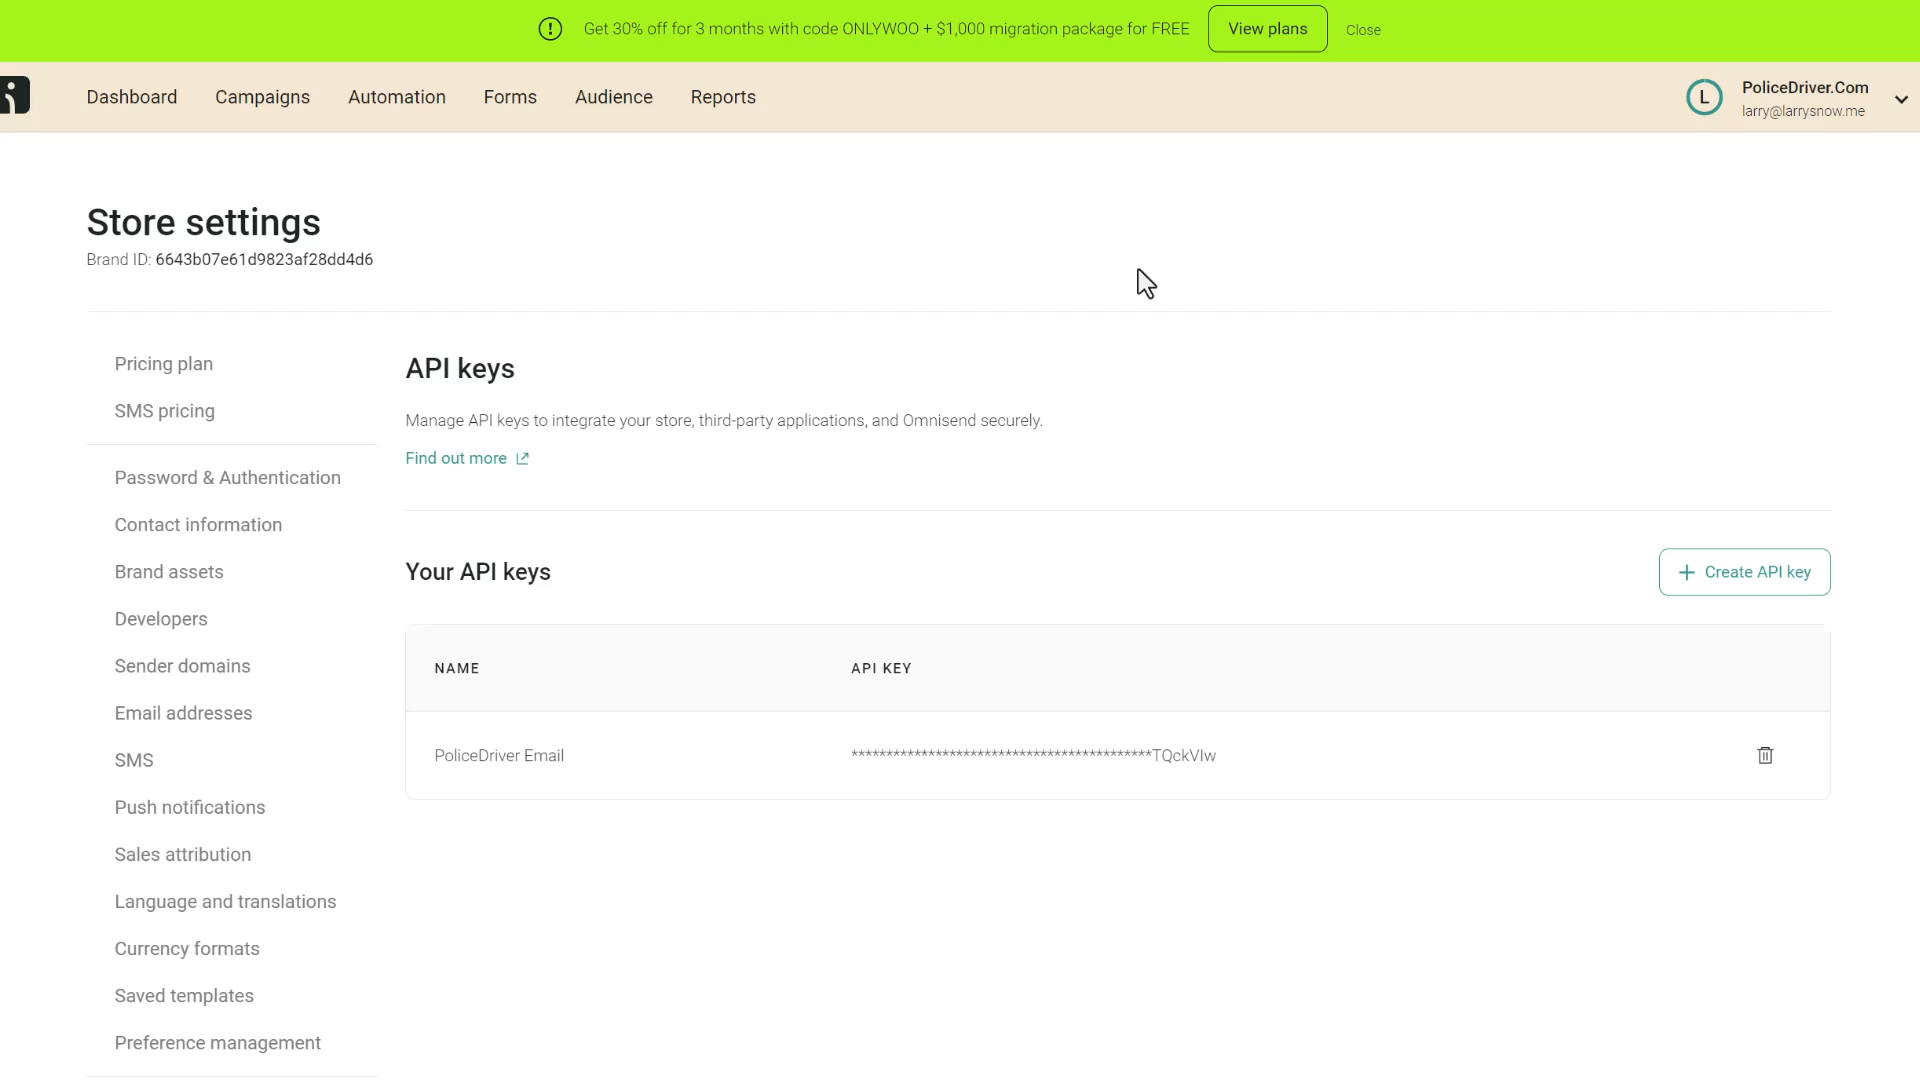 Get 30% off for 3 months with code ONLYWOO + $1,000 migration package for FREE
View plans
Close
Dashboard
Campaigns
Automation
Forms
Audience
Reports
L
PoliceDriver.Com
larry@larrysnow.me
Store settings
Brand ID: 6643b07e61d9823af28dd4d6
Pricing plan
SMS pricing
Password & Authentication
Contact information
Brand assets
Developers
Sender domains
Email addresses
SMS
Push notifications
Sales attribution
Language and translations
Currency formats
Saved templates
Preference management
API keys
Manage API keys to integrate your store, third-party applications, and Omnisend securely.
Find out more
Your API keys
+ Create API key
NAME
API KEY
PoliceDriver Email
*******************************************TQckVIw